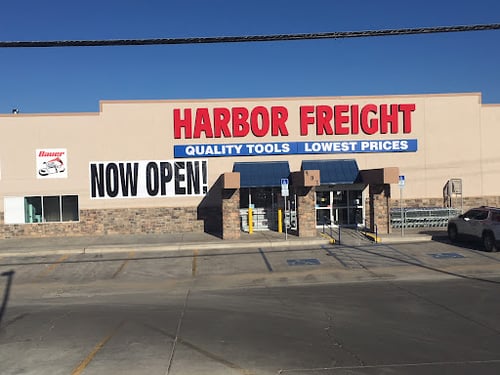 HARBOR FREIGHT
QUALITY TOOLS LOWEST PRICES
Bauer
NOW OPEN!